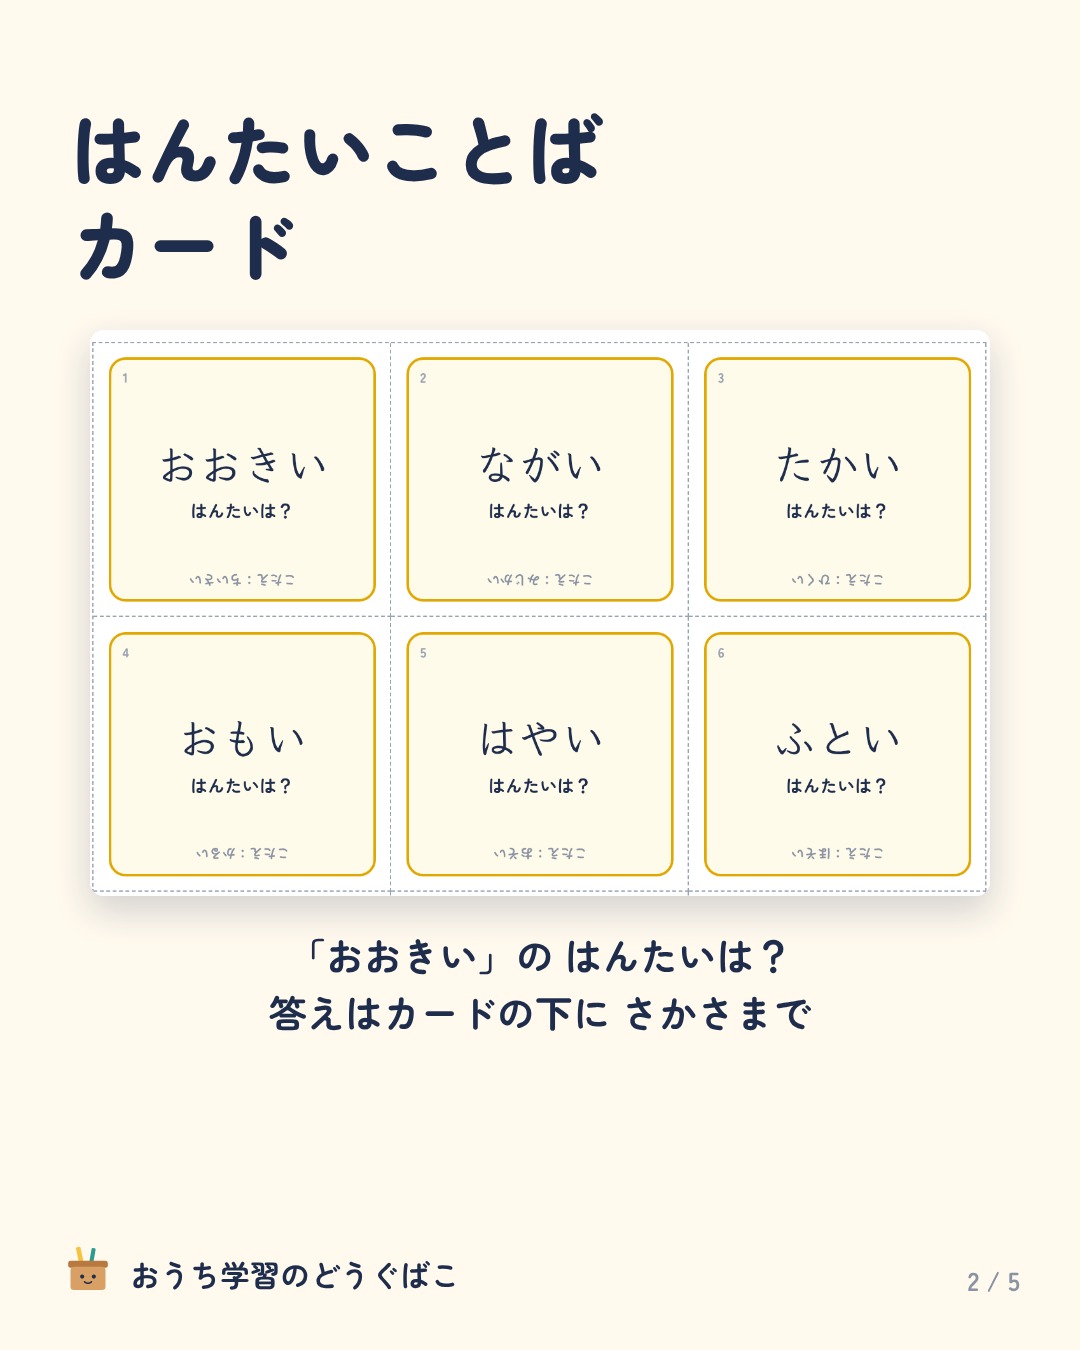 はんたいことば
カード
1
おおきい
はんたいは？
こたえ：ちいさい
2
ながい
はんたいは？
こたえ：みじかい
3
たかい
はんたいは？
こたえ：ひくい
4
おもい
はんたいは？
こたえ：かるい
5
はやい
はんたいは？
こたえ：おそい
6
ふとい
はんたいは？
こたえ：ほそい
「おおきい」の はんたいは？
答えはカードの下に さかさまで
おうち学習のどうぐばこ
2 / 5